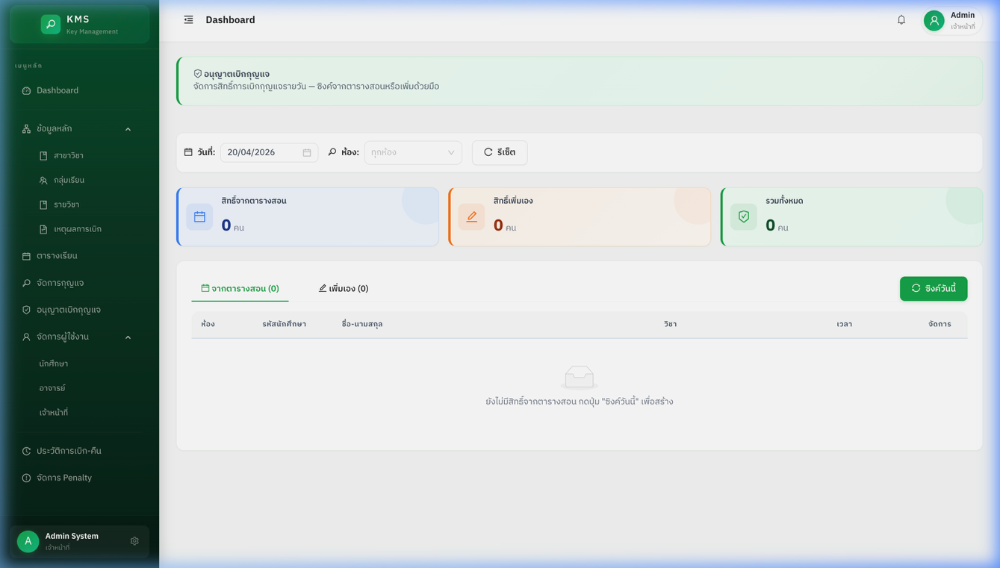 KMS
Key Management
เมนูหลัก
Dashboard
ข้อมูลหลัก
สาขาวิชา
กลุ่มเรียน
รายวิชา
เหตุผลการเบิก
ตารางเรียน
จัดการกุญแจ
อนุญาตเบิกกุญแจ
จัดการผู้ใช้งาน
นักศึกษา
อาจารย์
เจ้าหน้าที่
ประวัติการเบิก-คืน
จัดการ Penalty
A
Admin System
เจ้าหน้าที่
Dashboard
Admin
เจ้าหน้าที่
อนุญาตเบิกกุญแจ
จัดการสิทธิ์การเบิกกุญแจรายวัน — ซิงค์จากตารางสอนหรือเพิ่มด้วยมือ
วันที่: 20/04/2026 ห้อง: ทุกห้อง รีเซ็ต
สิทธิ์จากตารางสอน
0 คน
สิทธิ์เพิ่มเอง
0 คน
รวมทั้งหมด
0 คน
จากตารางสอน (0) เพิ่มเอง (0) ซิงค์วันนี้
ห้อง รหัสนักศึกษา ชื่อ-นามสกุล วิชา เวลา จัดการ
ยังไม่มีสิทธิ์จากตารางสอน กดปุ่ม "ซิงค์วันนี้" เพื่อสร้าง